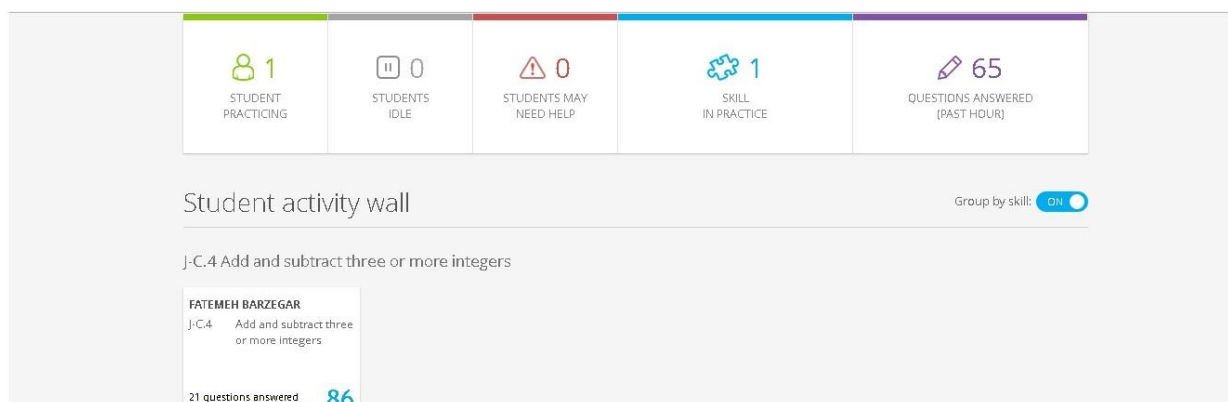 1
STUDENT
PRACTICING
0
STUDENTS
IDLE
0
STUDENTS MAY
NEED HELP
1
SKILL
IN PRACTICE
65
QUESTIONS ANSWERED
(PAST HOUR)
Student activity wall
Group by skill: ON
J-C.4 Add and subtract three or more integers
FATEMEH BARZEGAR
J-C.4 Add and subtract three
or more integers
21 questions answered 86